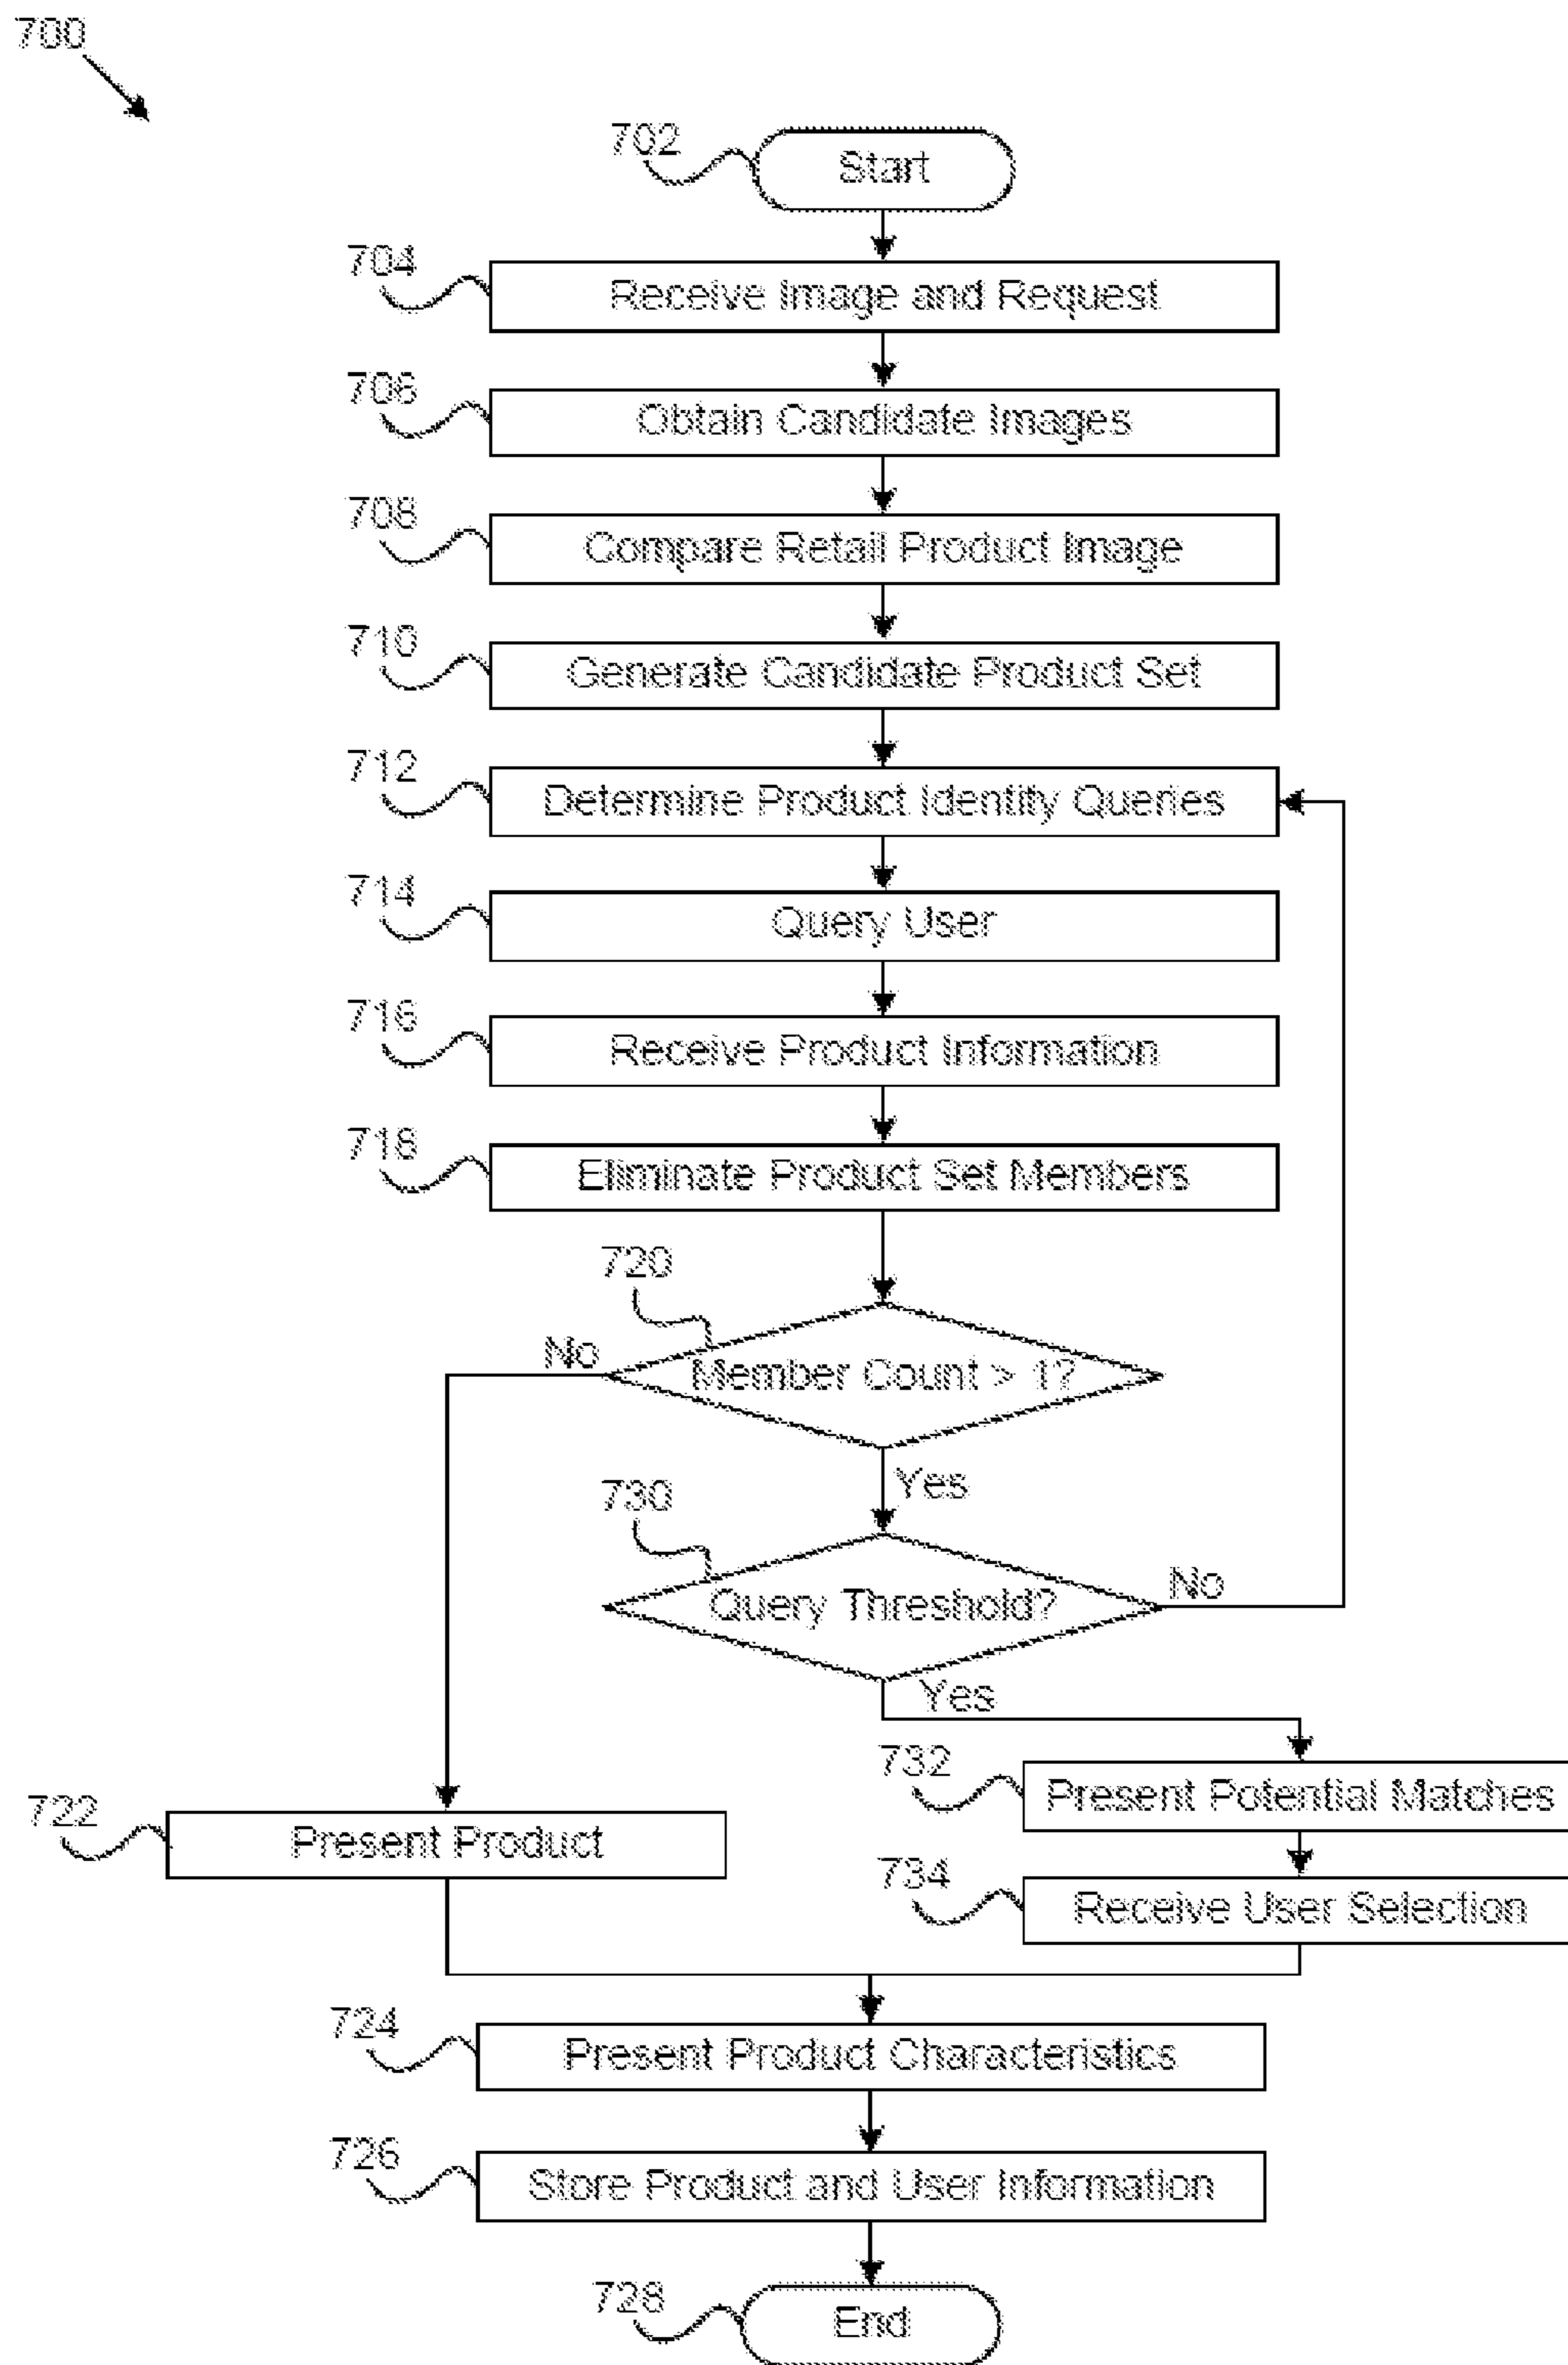 700
702
Start
704
Receive Image and Request
706
Obtain Candidate Images
708
Compare Retail Product Image
710
Generate Candidate Product Set
712
Determine Product Identity Queries
714
Query User
716
Receive Product Information
718
Eliminate Product Set Members
720
No
Member Count > 1?
Yes
730
Query Threshold?
No
Yes
732
Present Potential Matches
722
Present Product
734
Receive User Selection
724
Present Product Characteristics
726
Store Product and User Information
728
End